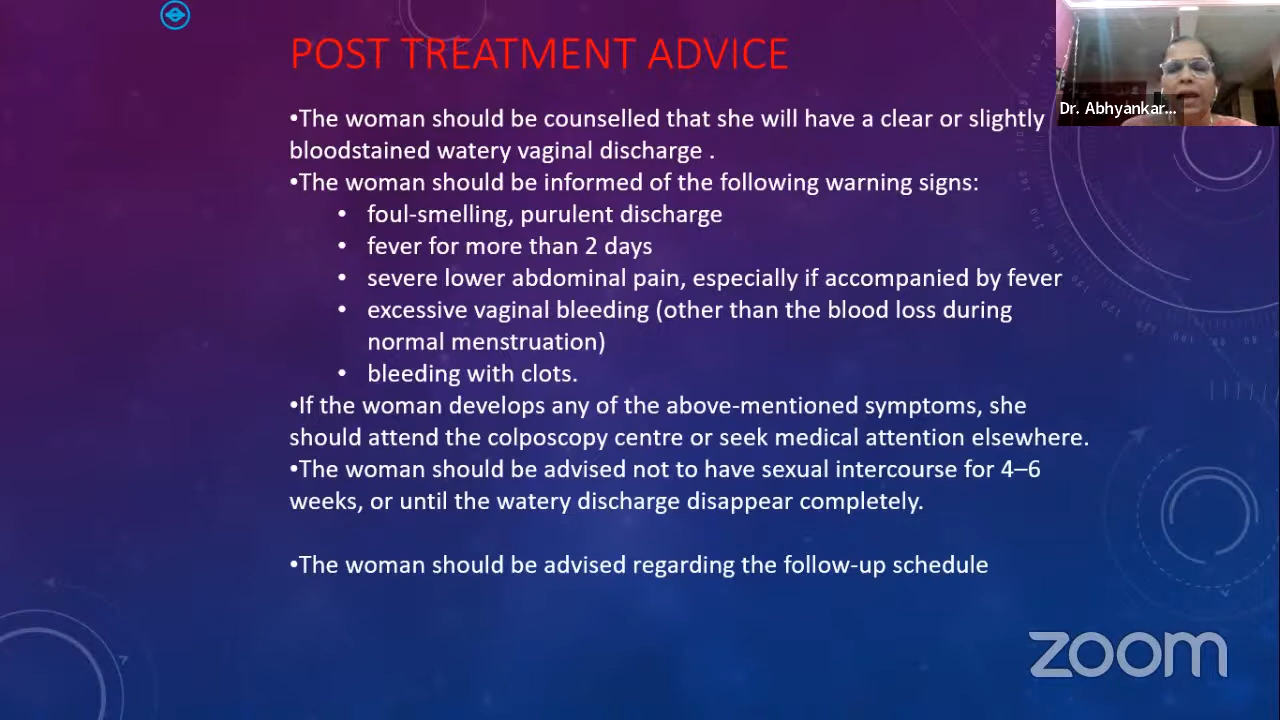 POST TREATMENT ADVICE
Dr. Abhyankar...
•The woman should be counselled that she will have a clear or slightly
bloodstained watery vaginal discharge .
•The woman should be informed of the following warning signs:
• foul-smelling, purulent discharge
• fever for more than 2 days
• severe lower abdominal pain, especially if accompanied by fever
• excessive vaginal bleeding (other than the blood loss during
normal menstruation)
• bleeding with clots.
•If the woman develops any of the above-mentioned symptoms, she
should attend the colposcopy centre or seek medical attention elsewhere.
•The woman should be advised not to have sexual intercourse for 4–6
weeks, or until the watery discharge disappear completely.
•The woman should be advised regarding the follow-up schedule
zoom